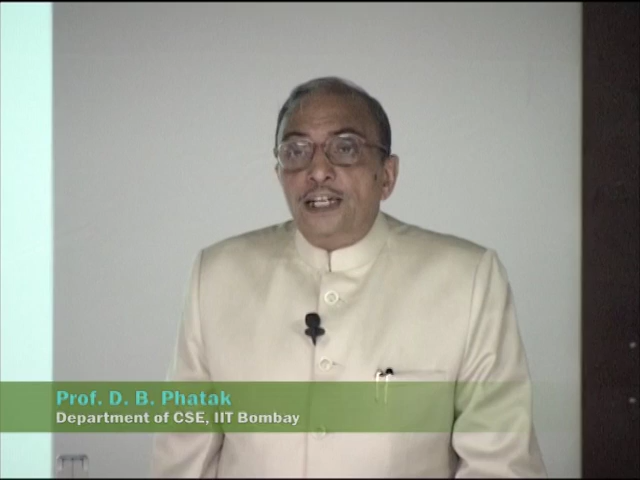 Prof. D. B. Phatak
Department of CSE, IIT Bombay